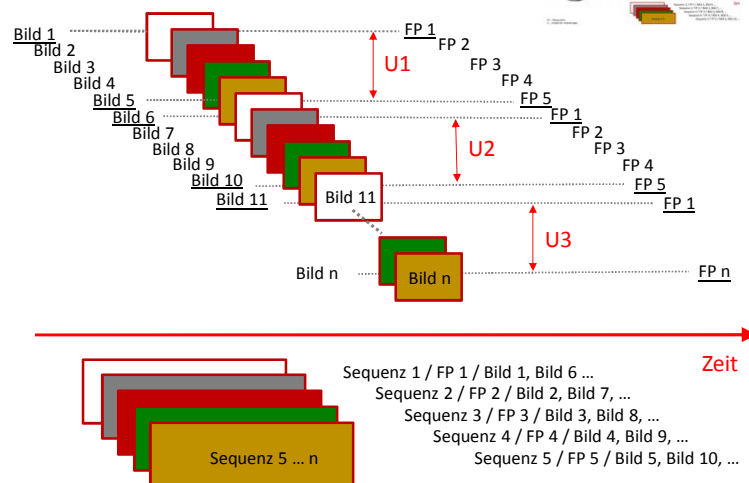 Bild 1
FP 1
Bild 2
FP 2
Bild 3
FP 3
Bild 4
FP 4
Bild 5
FP 5
Bild 6
FP 1
Bild 7
FP 2
Bild 8
FP 3
Bild 9
FP 4
Bild 10
FP 5
Bild 11
FP 1
U1
U2
U3
Bild 11
Bild n
Bild n
FP n
Zeit
Sequenz 1 / FP 1 / Bild 1, Bild 6 ...
Sequenz 2 / FP 2 / Bild 2, Bild 7, ...
Sequenz 3 / FP 3 / Bild 3, Bild 8, ...
Sequenz 4 / FP 4 / Bild 4, Bild 9, ...
Sequenz 5 / FP 5 / Bild 5, Bild 10, ...
Sequenz 5 ... n